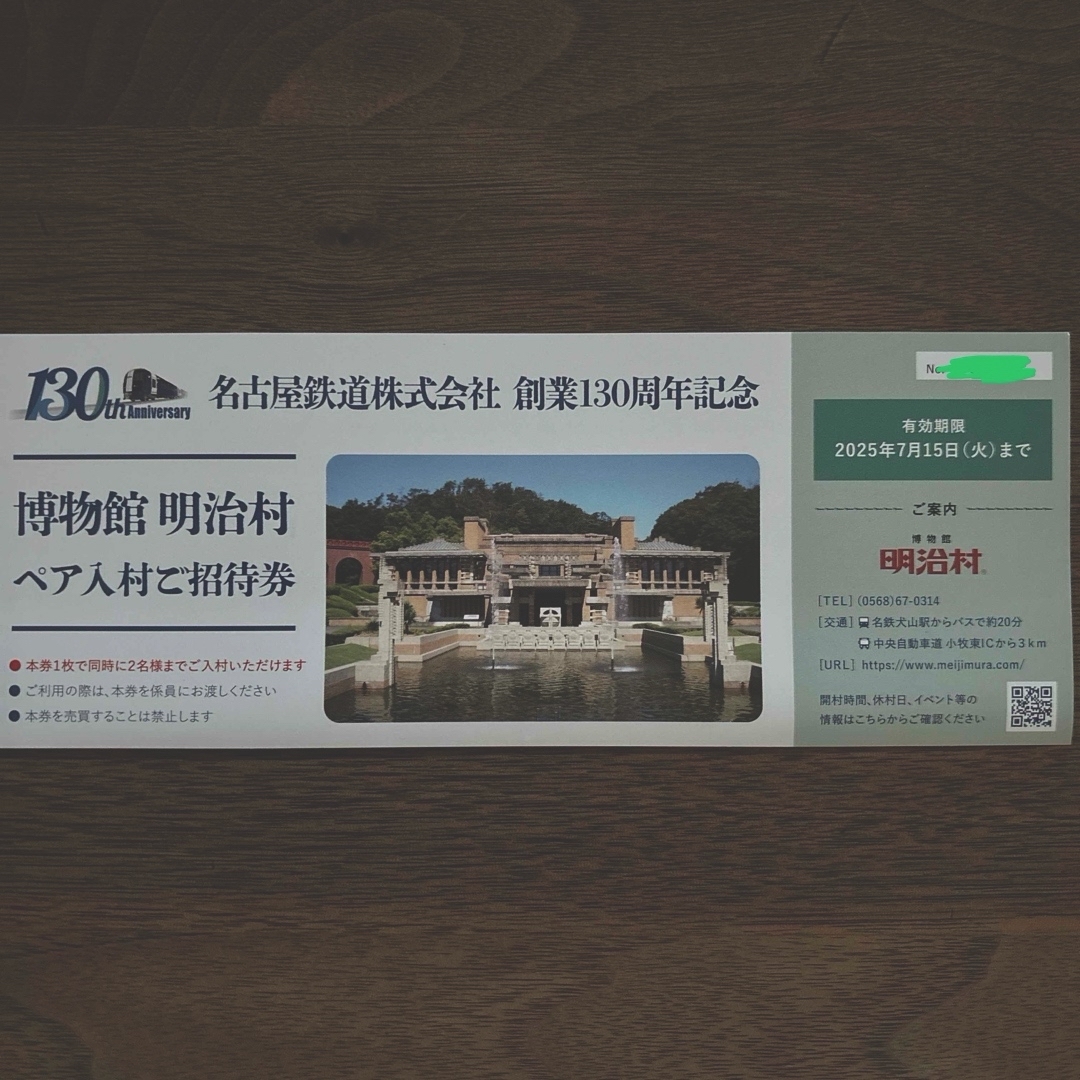 130th Anniversary
名古屋鉄道株式会社 創業130周年記念
博物館 明治村
ペア入村ご招待券
● 本券1枚で同時に2名様までご入村いただけます
● ご利用の際は、本券を係員にお渡しください
● 本券を売買することは禁止します
No.
有効期限
2025年7月15日(火)まで
ご案内
博物館
明治村®
[TEL] (0568)67-0314
[交通] 名鉄犬山駅からバスで約20分
中央自動車道 小牧東ICから3km
[URL] https://www.meijimura.com/
開村時間、休村日、イベント等の
情報はこちらからご確認ください